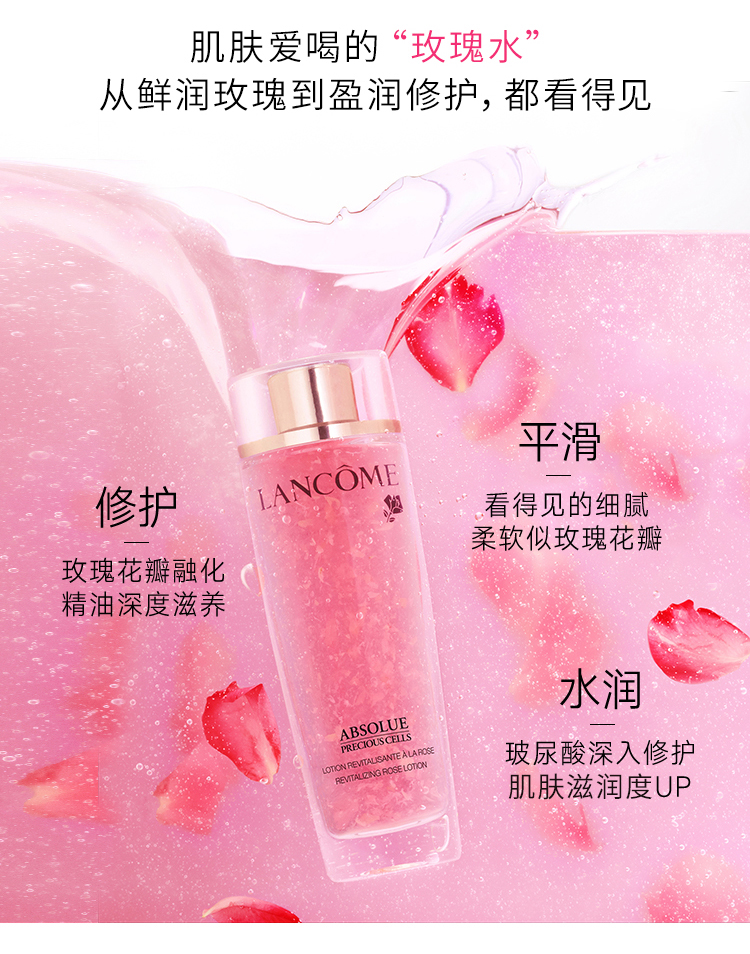 肌肤爱喝的“玫瑰水”
从鲜润玫瑰到盈润修护，都看得见
平滑
看得见的细腻
柔软似玫瑰花瓣
修护
玫瑰花瓣融化
精油深度滋养
LANCÔME
水润
玻尿酸深入修护
肌肤滋润度UP
ABSOLUE
PRECIOUS CELLS
LOTION REVITALISANTE À LA ROSE
REVITALIZING ROSE LOTION